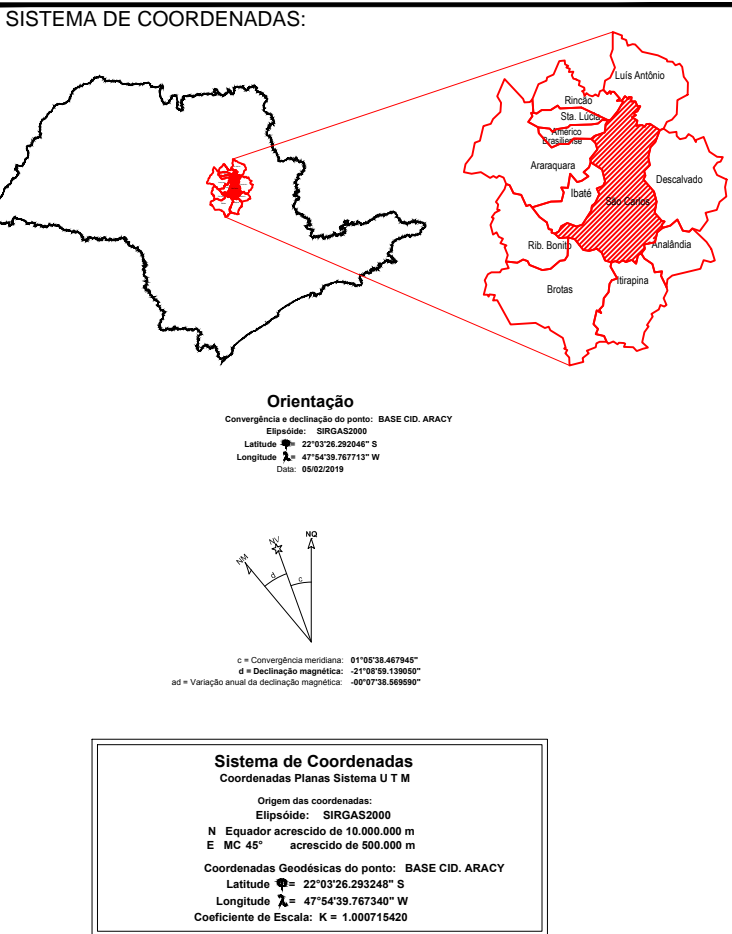 SISTEMA DE COORDENADAS:
Luís Antônio
Rincão
Sta. Lúcia
Américo
Brasiliense
Araraquara
Descalvado
Ibaté
São Carlos
Rib. Bonito
Analândia
Itirapina
Brotas
Orientação
Convergência e declinação do ponto: BASE CID. ARACY
Elipsóide: SIRGAS2000
Latitude φ= 22°03'26.292046" S
Longitude λ= 47°54'39.767713" W
Data: 05/02/2019
NM NV NQ
d c
c = Convergência meridiana: 01°05'38.467945"
d = Declinação magnética: -21°08'59.139050"
ad = Variação anual da declinação magnética: -00°07'38.569590"
Sistema de Coordenadas
Coordenadas Planas Sistema U T M
Origem das coordenadas:
Elipsóide: SIRGAS2000
N Equador acrescido de 10.000.000 m
E MC 45° acrescido de 500.000 m
Coordenadas Geodésicas do ponto: BASE CID. ARACY
Latitude φ= 22°03'26.293248" S
Longitude λ= 47°54'39.767340" W
Coeficiente de Escala: K = 1.000715420